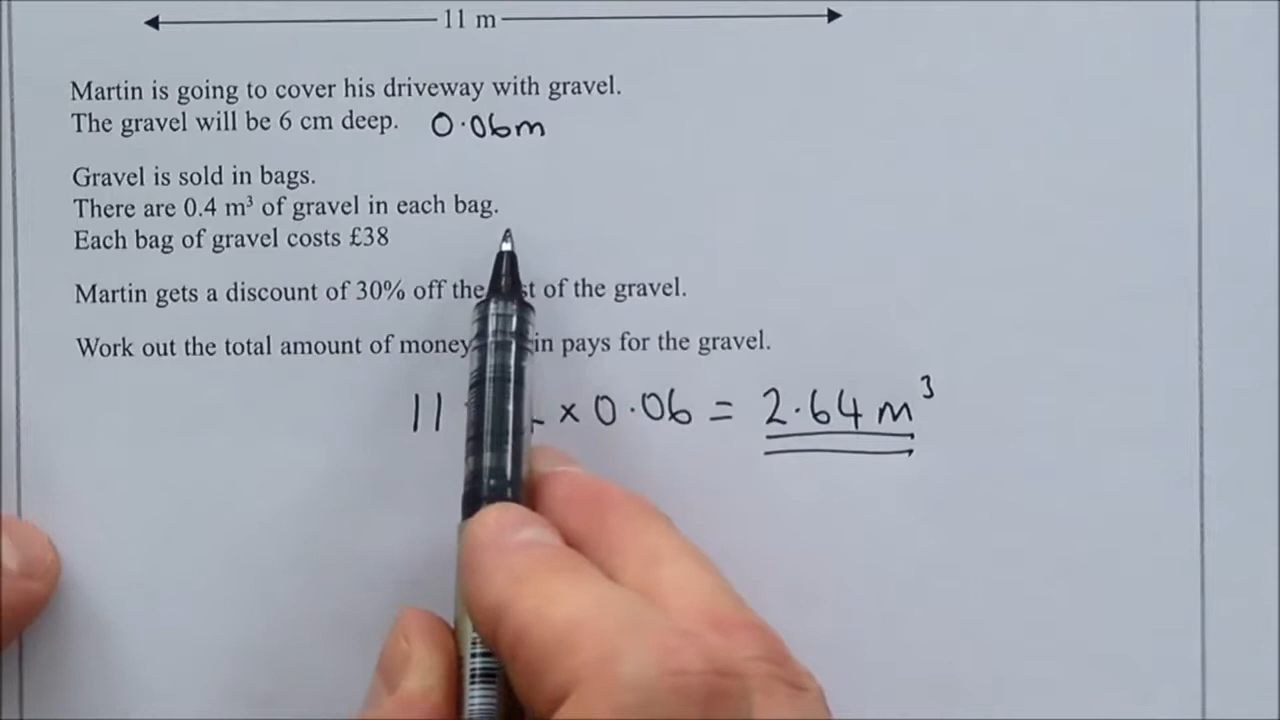 11 m
Martin is going to cover his driveway with gravel.
The gravel will be 6 cm deep. 0·06m
Gravel is sold in bags.
There are 0.4 m³ of gravel in each bag.
Each bag of gravel costs £38
Martin gets a discount of 30% off the of the gravel.
Work out the total amount of money pays for the gravel.
11 × 0·06 = 2·64 m³